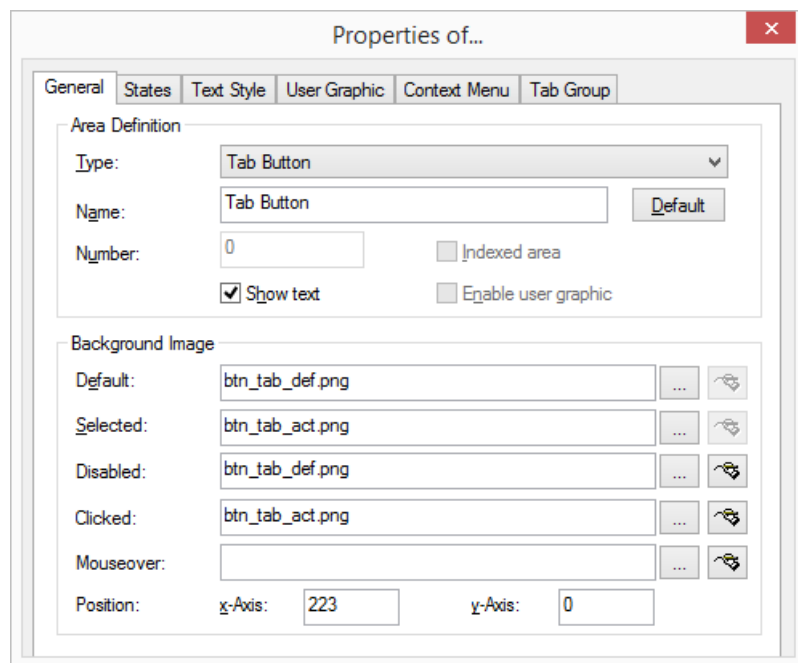 Properties of...
General States Text Style User Graphic Context Menu Tab Group
Area Definition
Type: Tab Button
Name: Tab Button Default
Number: 0 Indexed area
Show text Enable user graphic
Background Image
Default: btn_tab_def.png ...
Selected: btn_tab_act.png ...
Disabled: btn_tab_def.png ...
Clicked: btn_tab_act.png ...
Mouseover: ...
Position: x-Axis: 223 y-Axis: 0